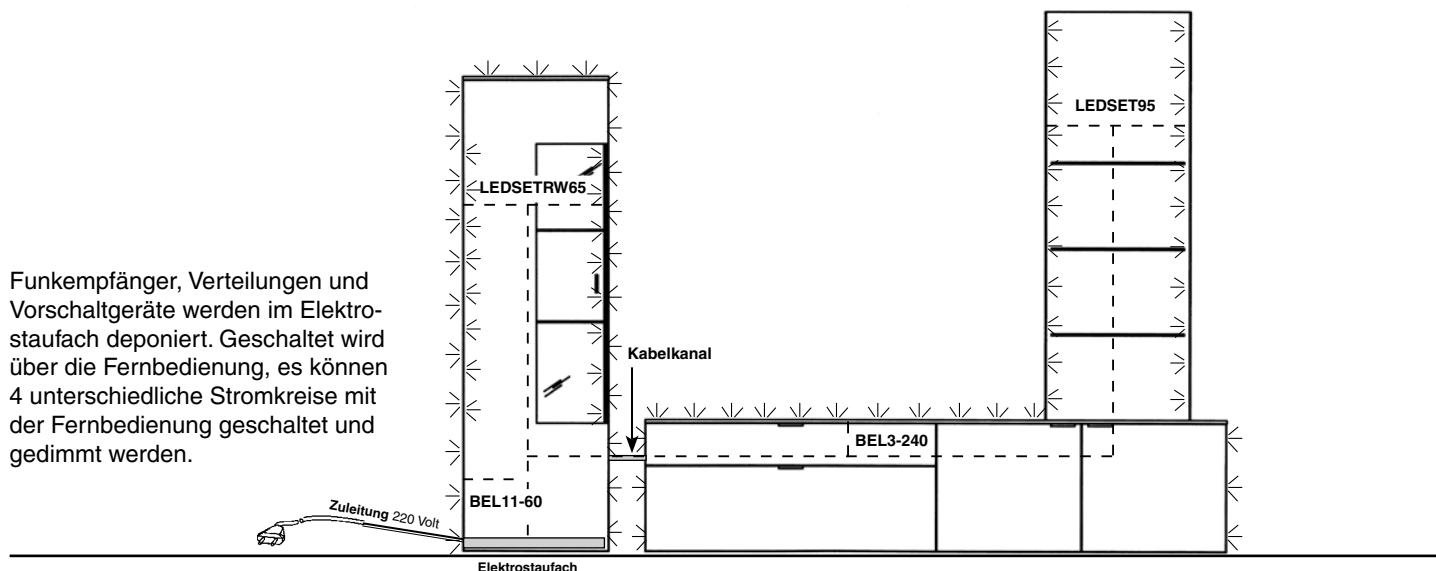 LEDSET95
LEDSETRW65
Funkempfänger, Verteilungen und
Vorschaltgeräte werden im Elektro-
staufach deponiert. Geschaltet wird
über die Fernbedienung, es können
4 unterschiedliche Stromkreise mit
der Fernbedienung geschaltet und
gedimmt werden.
Kabelkanal
BEL3-240
BEL11-60
Zuleitung 220 Volt
Elektrostaufach